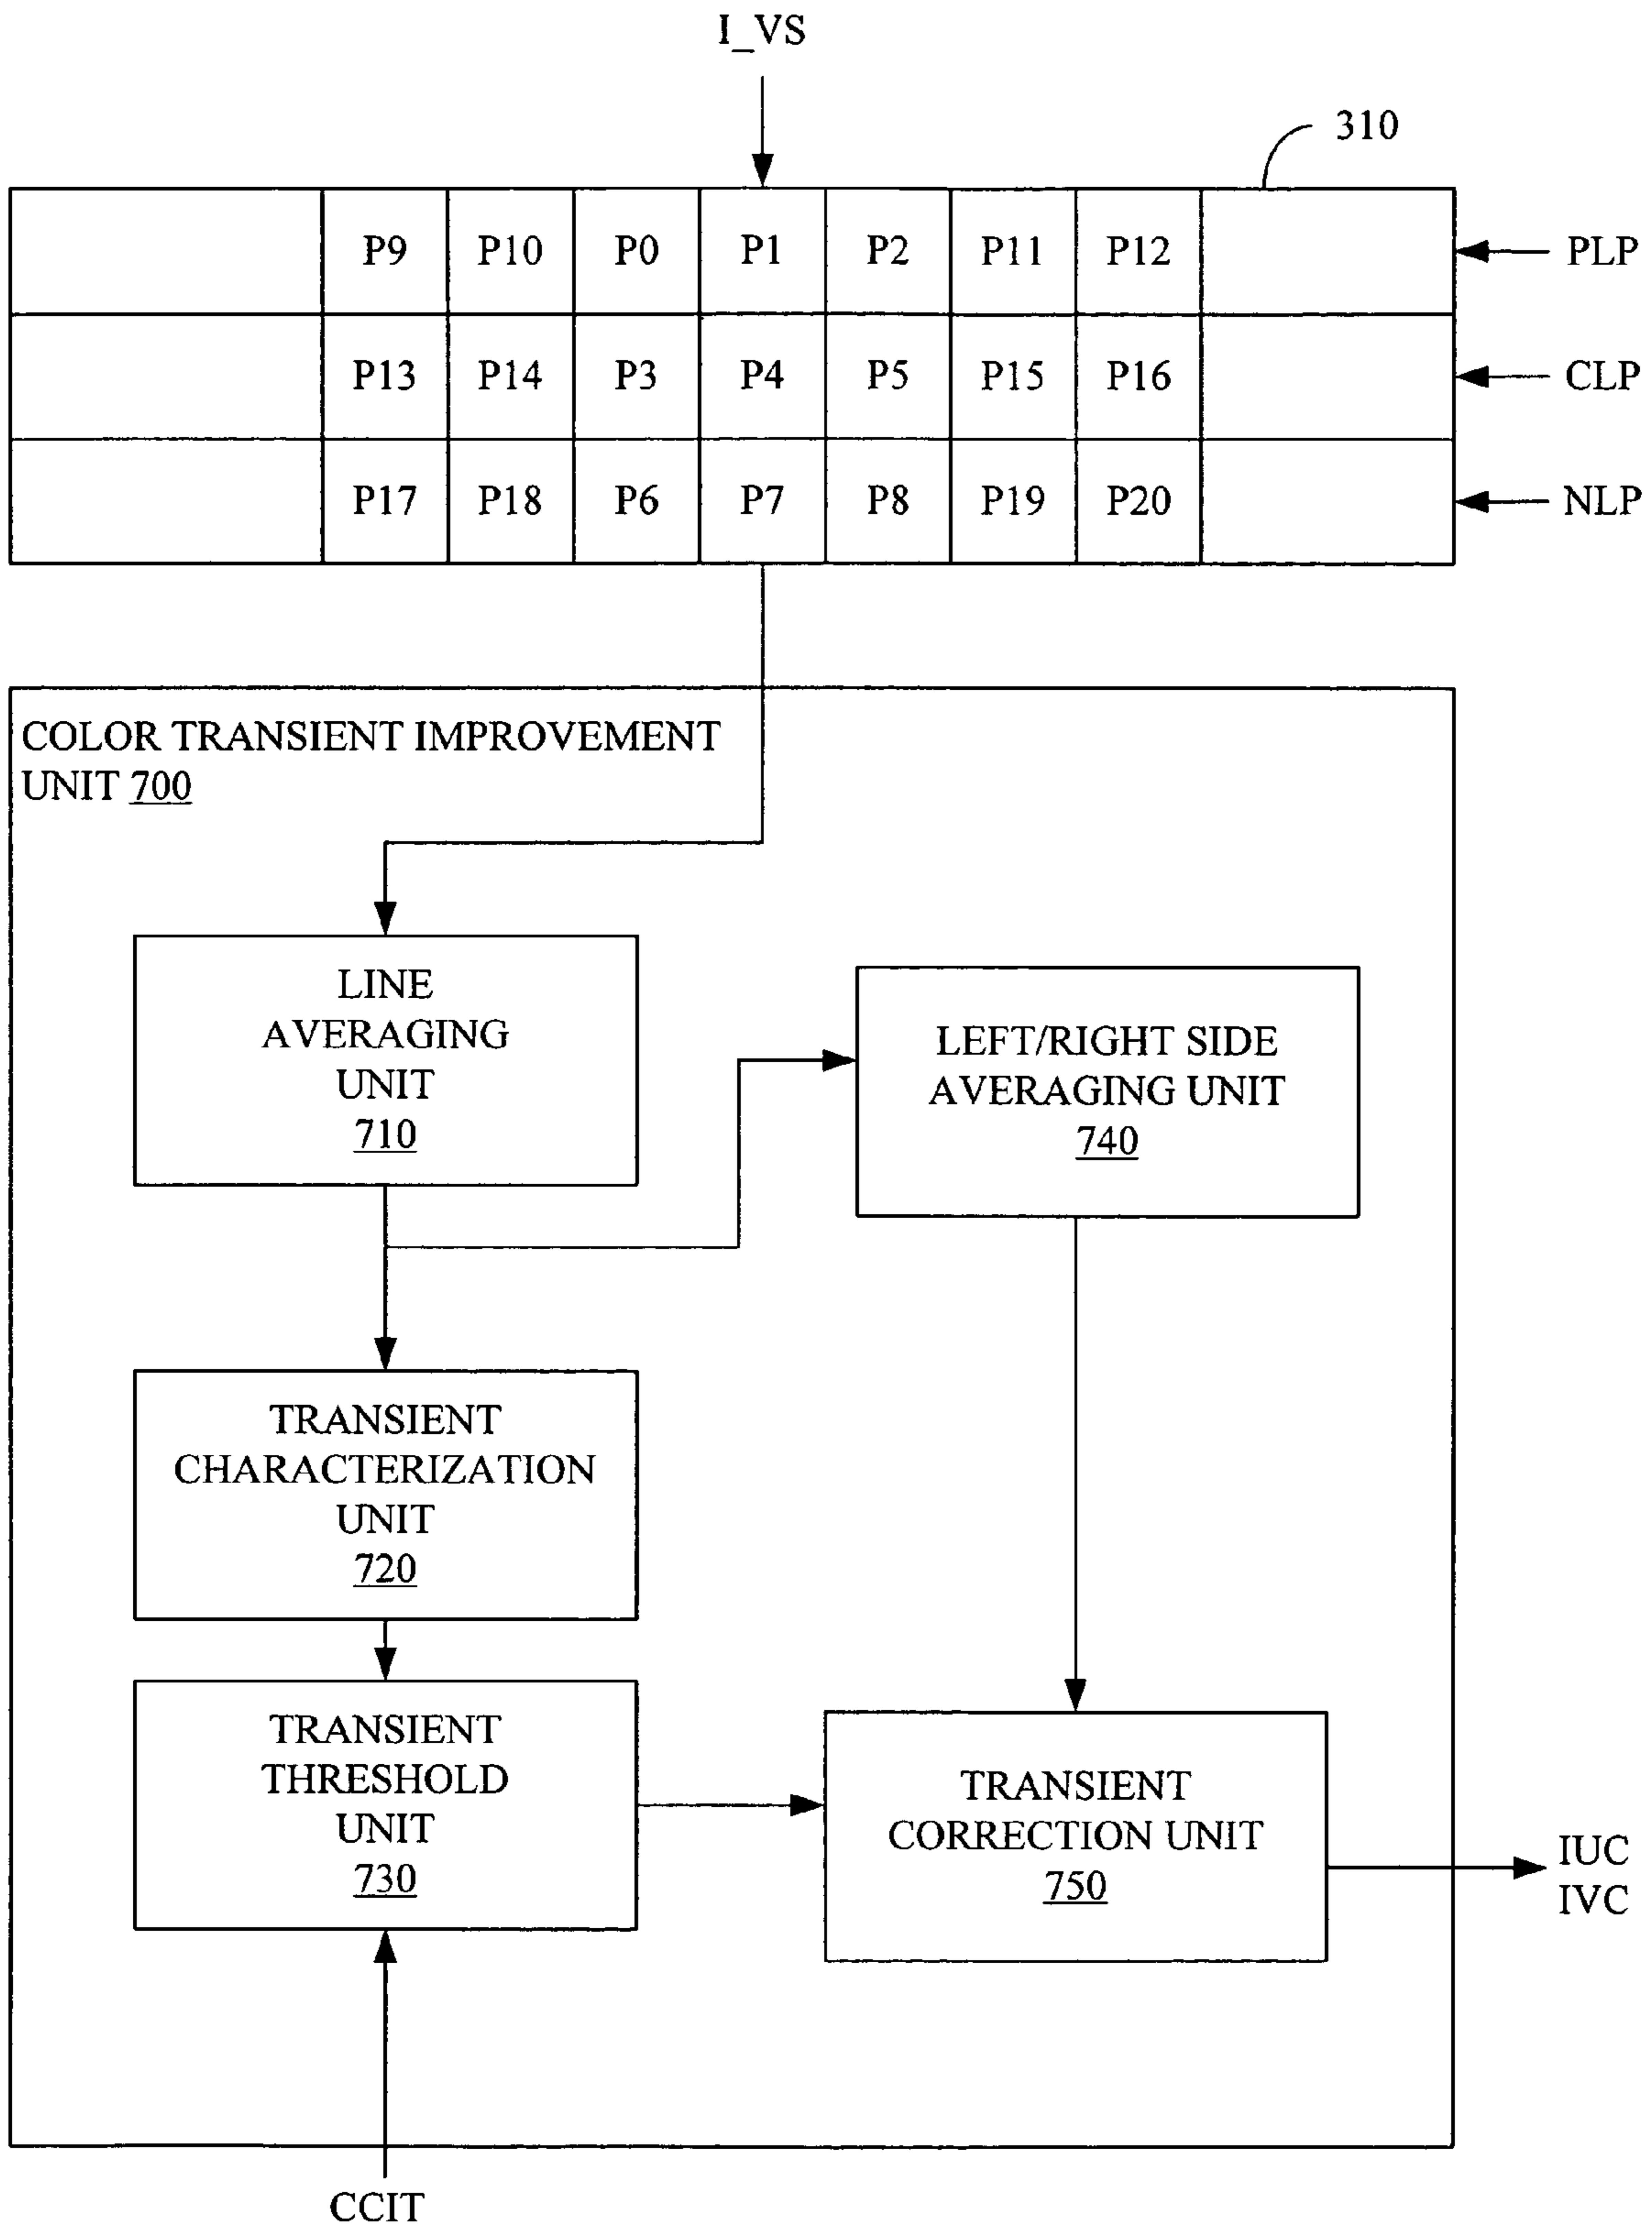 I_VS
310
P9 P10 P0 P1 P2 P11 P12
PLP
P13 P14 P3 P4 P5 P15 P16
CLP
P17 P18 P6 P7 P8 P19 P20
NLP
COLOR TRANSIENT IMPROVEMENT
UNIT 700
LINE
AVERAGING
UNIT
710
LEFT/RIGHT SIDE
AVERAGING UNIT
740
TRANSIENT
CHARACTERIZATION
UNIT
720
TRANSIENT
THRESHOLD
UNIT
730
TRANSIENT
CORRECTION UNIT
750
IUC
IVC
CCIT